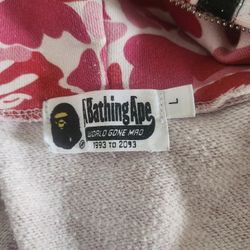 A Bathing Ape
WORLD GONE MAD
© 1993 TO 2093
L